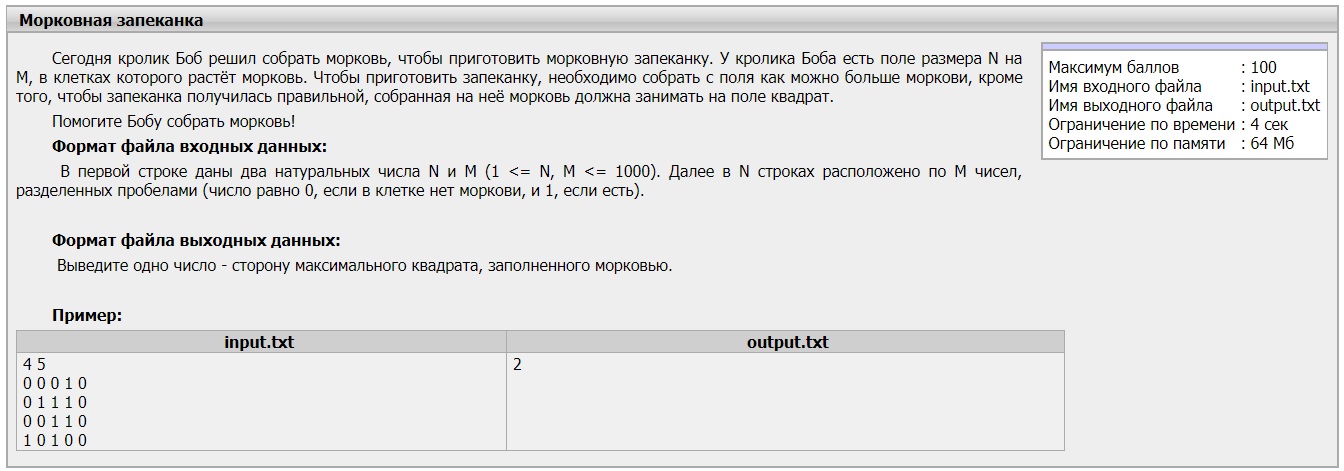 Морковная запеканка
Сегодня кролик Боб решил собрать морковь, чтобы приготовить морковную запеканку. У кролика Боба есть поле размера N на
M, в клетках которого растёт морковь. Чтобы приготовить запеканку, необходимо собрать с поля как можно больше моркови, кроме
того, чтобы запеканка получилась правильной, собранная на неё морковь должна занимать на поле квадрат.
Помогите Бобу собрать морковь!
Формат файла входных данных:
В первой строке даны два натуральных числа N и M (1 <= N, M <= 1000). Далее в N строках расположено по M чисел,
разделенных пробелами (число равно 0, если в клетке нет моркови, и 1, если есть).
Формат файла выходных данных:
Выведите одно число - сторону максимального квадрата, заполненного морковью.
Пример:
input.txt output.txt
4 5 2
0 0 0 1 0
0 1 1 1 0
0 0 1 1 0
1 0 1 0 0
Максимум баллов : 100
Имя входного файла : input.txt
Имя выходного файла : output.txt
Ограничение по времени : 4 сек
Ограничение по памяти : 64 Мб